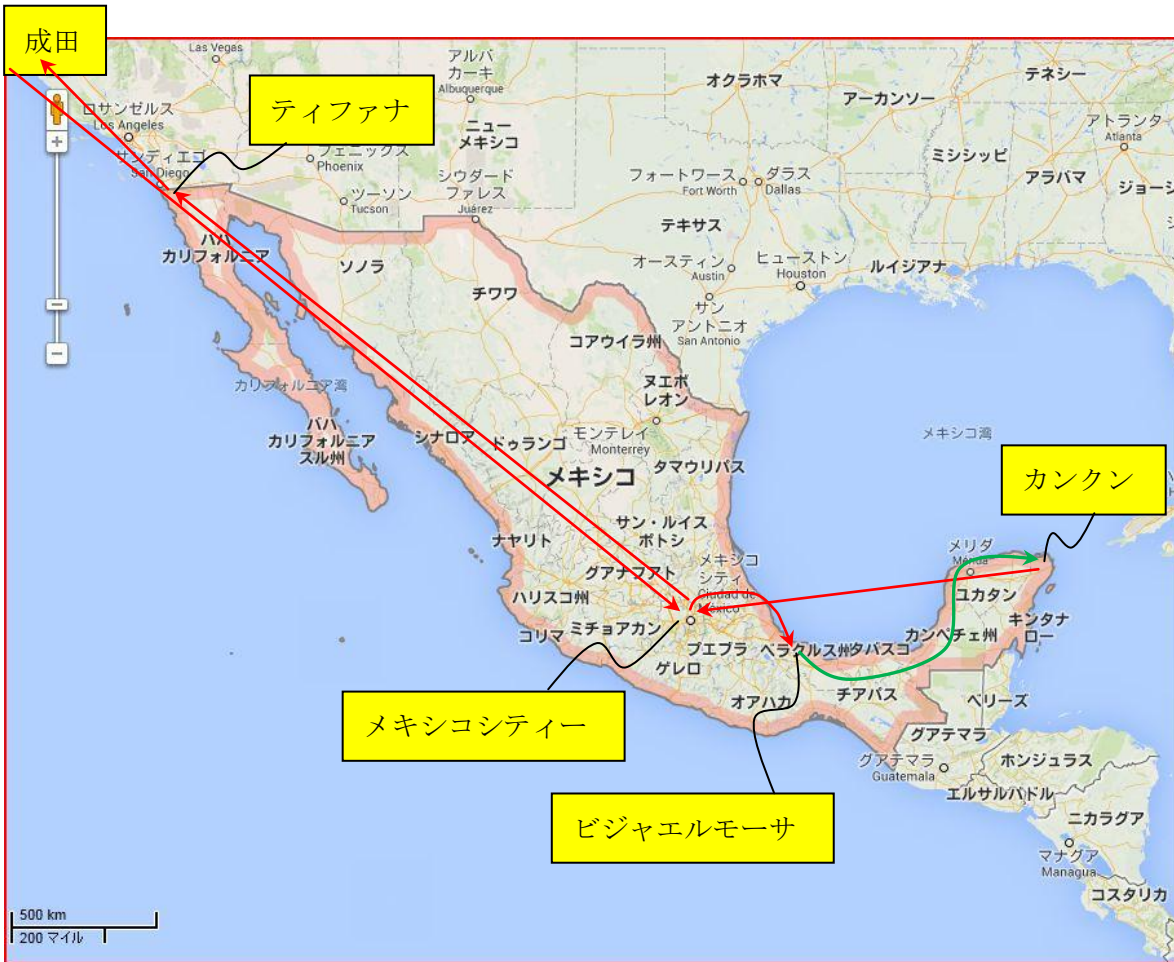 成田
Las Vegas
アルバ
カーキ
Albuquerque
オクラホマ
テネシー
アーカンソー
ティファナ
ロサンゼルス
Los Angeles
ニュー
メキシコ
アトランタ
Atlanta
ミシシッピ
サンディエゴ
San Diego
フェニックス
Phoenix
シウダード
ファレス
Juárez
フォートワース
Fort Worth
ダラス
Dallas
アラバマ
ジョージ
ツーソン
Tucson
テキサス
ババ
カリフォルニア
ソノラ
オースティン
Austin
ヒューストン
Houston
ルイジアナ
チワワ
サン
アントニオ
San Antonio
コアウイラ州
カリフォルニア湾
ヌエボ
レオン
ババ
カリフォルニア
スル州
シナロア
ドゥランゴ
モンテレイ
Monterrey
メキシコ湾
タマウリパス
メキシコ
カンクン
サン・ルイス
ポトシ
ナヤリト
メキシコ
シティ
Ciudad de
México
メリダ
Mérida
グアナファト
ハリスコ州
ユカタン
コリマ
ミチョアカン
キンタナ
ロー
カンペチェ州
プエブラ
ベラクルス州
タバスコ
ゲレロ
チアパス
オアハカ
ベリーズ
メキシコシティー
グアテマラ
グアテマラ
Guatemala
ホンジュラス
エルサルバドル
ビジャエルモーサ
ニカラグア
マナグア
Managua
コスタリカ
500 km
200 マイル